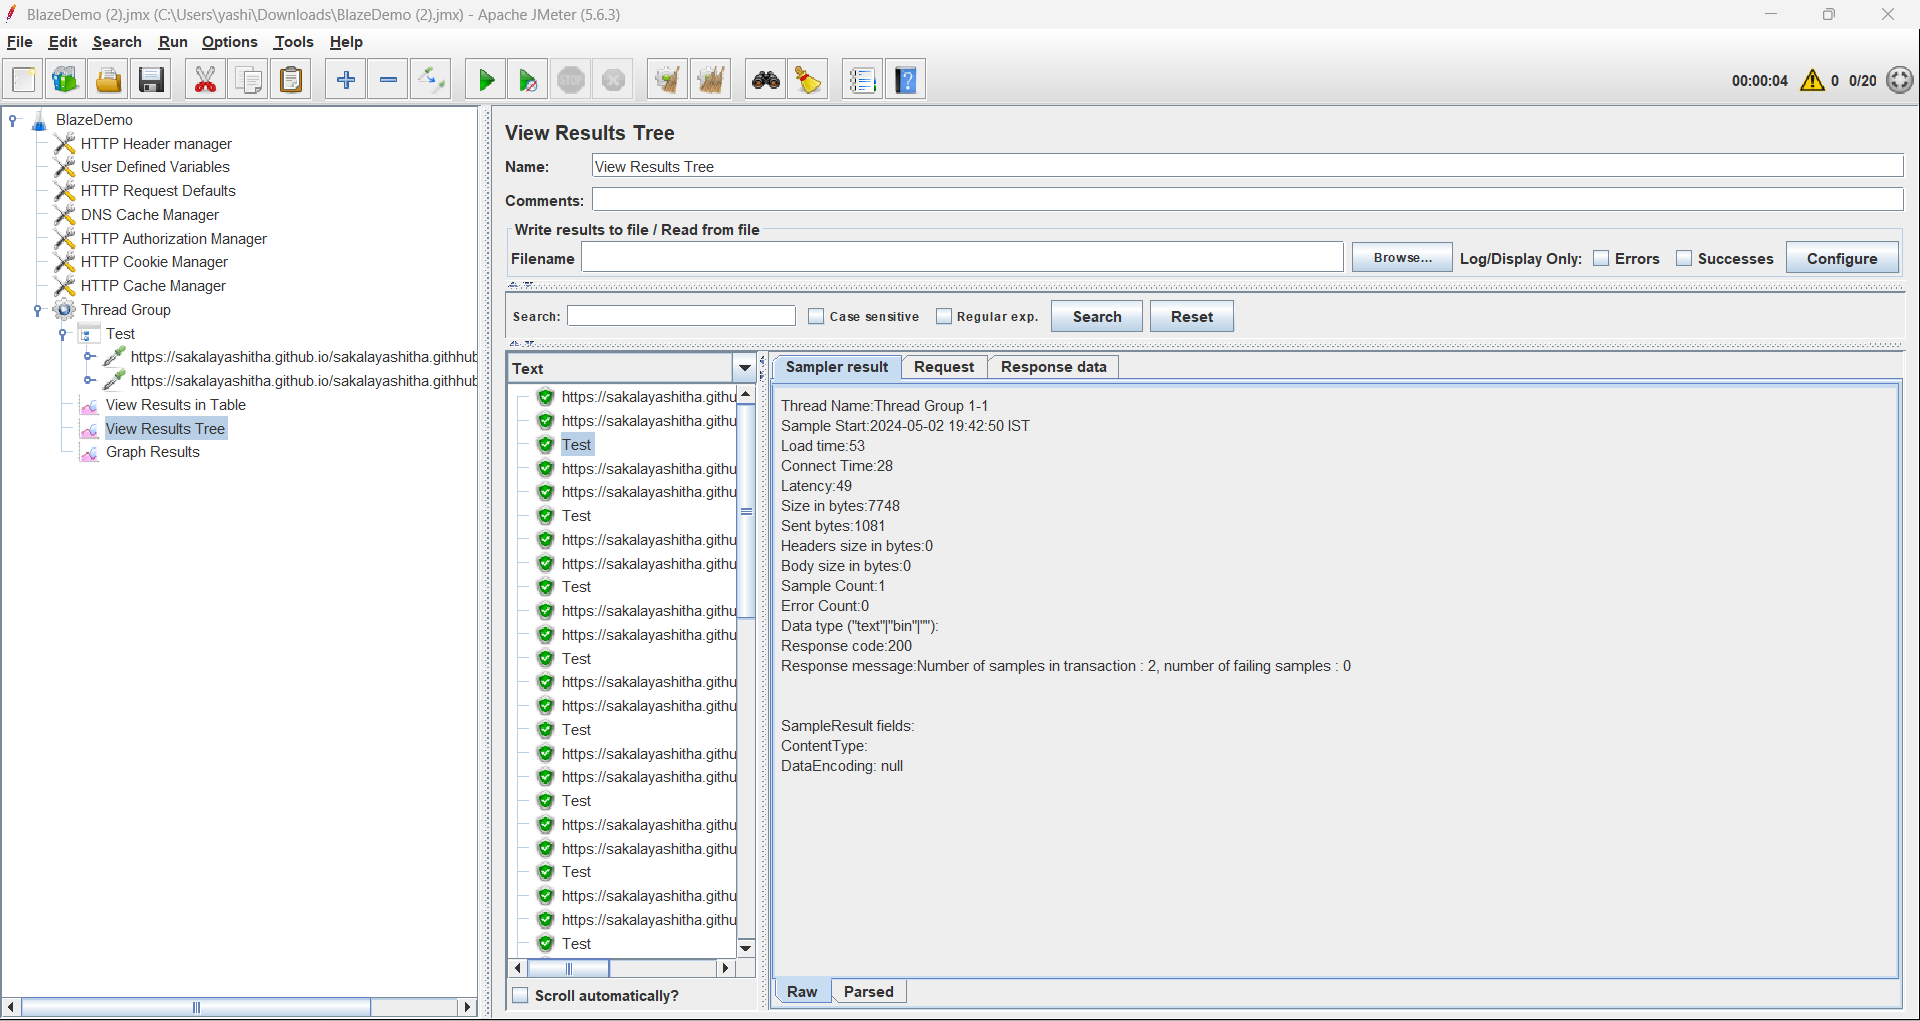 BlazeDemo (2).jmx (C:\Users\yashi\Downloads\BlazeDemo (2).jmx) - Apache JMeter (5.6.3)
File Edit Search Run Options Tools Help
STOP
00:00:04 0 0/20
BlazeDemo
HTTP Header manager
User Defined Variables
HTTP Request Defaults
DNS Cache Manager
HTTP Authorization Manager
HTTP Cookie Manager
HTTP Cache Manager
Thread Group
Test
https://sakalayashitha.github.io/sakalayashitha.githhub
https://sakalayashitha.github.io/sakalayashitha.githhub
View Results in Table
View Results Tree
Graph Results
View Results Tree
Name: View Results Tree
Comments:
Write results to file / Read from file
Filename Browse... Log/Display Only: Errors Successes Configure
Search: Case sensitive Regular exp. Search Reset
Text
https://sakalayashitha.githu
https://sakalayashitha.githu
Test
https://sakalayashitha.githu
https://sakalayashitha.githu
Test
https://sakalayashitha.githu
https://sakalayashitha.githu
Test
https://sakalayashitha.githu
https://sakalayashitha.githu
Test
https://sakalayashitha.githu
https://sakalayashitha.githu
Test
https://sakalayashitha.githu
https://sakalayashitha.githu
Test
https://sakalayashitha.githu
https://sakalayashitha.githu
Test
https://sakalayashitha.githu
https://sakalayashitha.githu
Test
Scroll automatically?
Sampler result Request Response data
Thread Name:Thread Group 1-1
Sample Start:2024-05-02 19:42:50 IST
Load time:53
Connect Time:28
Latency:49
Size in bytes:7748
Sent bytes:1081
Headers size in bytes:0
Body size in bytes:0
Sample Count:1
Error Count:0
Data type ("text"|"bin"|""):
Response code:200
Response message:Number of samples in transaction : 2, number of failing samples : 0
SampleResult fields:
ContentType:
DataEncoding: null
Raw Parsed